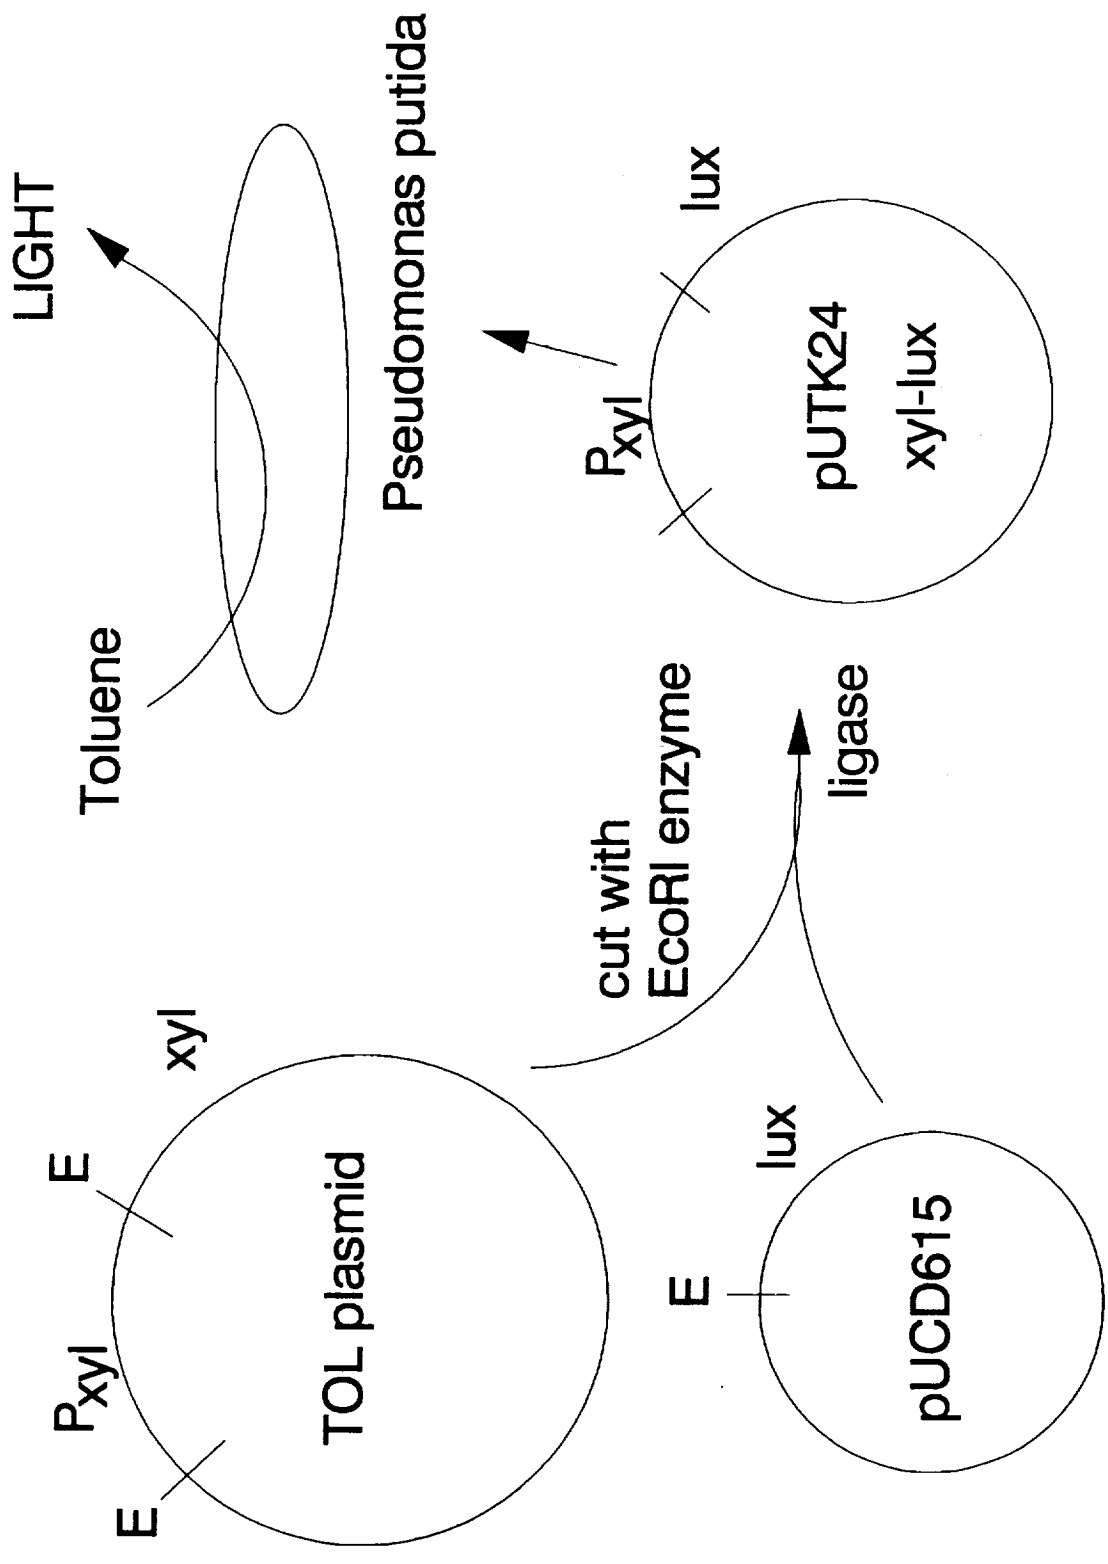 E
Pxyl
E
xyl
TOL plasmid
E
lux
pUCD615
cut with
EcoRI enzyme
ligase
Toluene
LIGHT
Pseudomonas putida
Pxyl
lux
pUTK24
xyl-lux